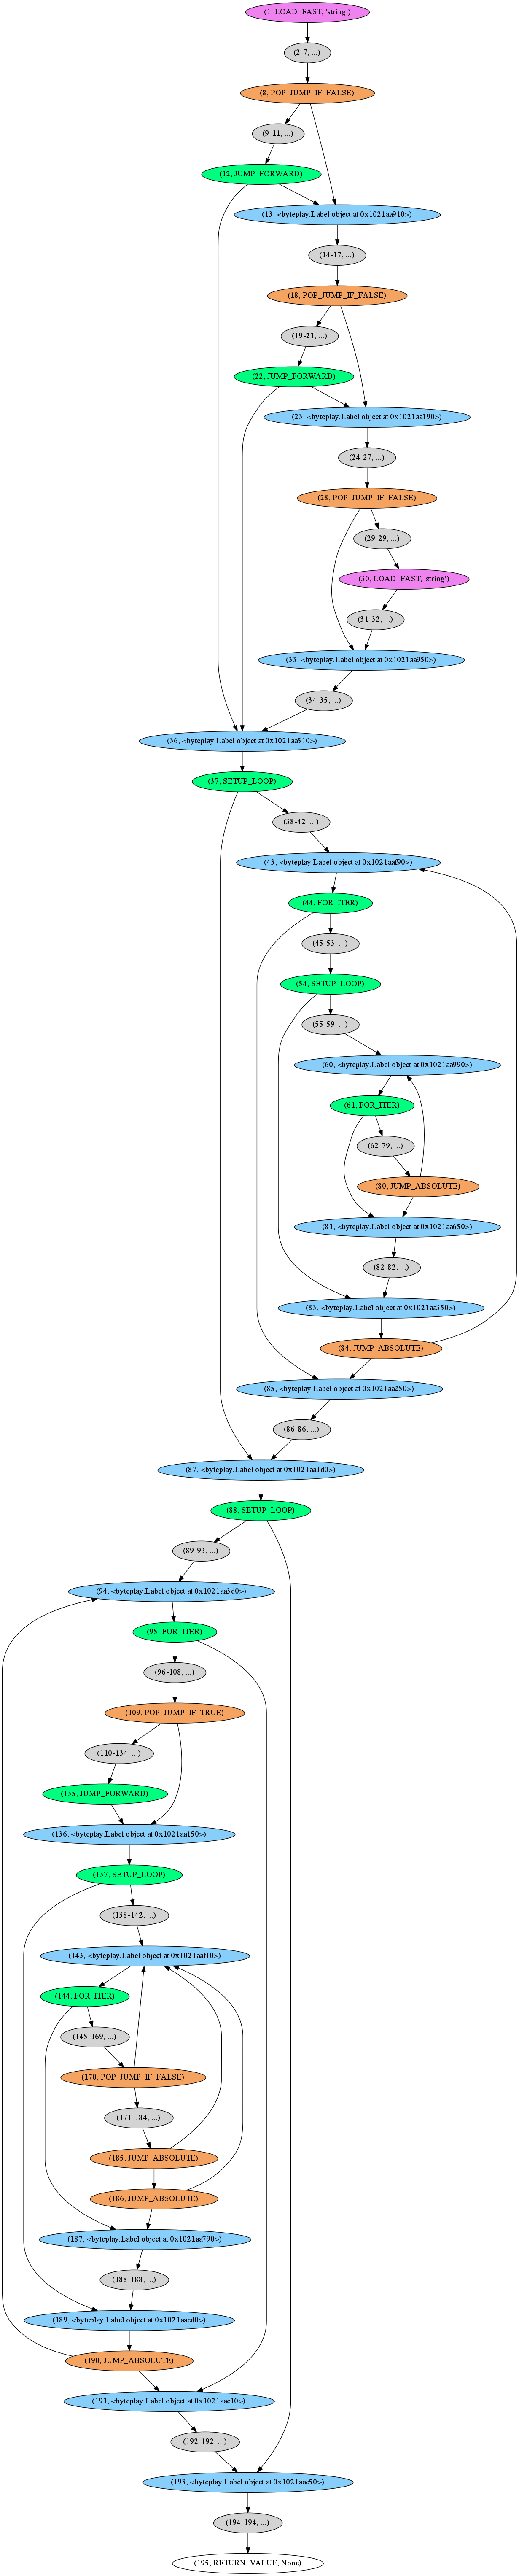 (1, LOAD_FAST, 'string')
(2-7, ...)
(8, POP_JUMP_IF_FALSE)
(9-11, ...)
(12, JUMP_FORWARD)
(13, <byteplay.Label object at 0x1021aa910>)
(14-17, ...)
(18, POP_JUMP_IF_FALSE)
(19-21, ...)
(22, JUMP_FORWARD)
(23, <byteplay.Label object at 0x1021aa190>)
(24-27, ...)
(28, POP_JUMP_IF_FALSE)
(29-29, ...)
(30, LOAD_FAST, 'string')
(31-32, ...)
(33, <byteplay.Label object at 0x1021aa950>)
(34-35, ...)
(36, <byteplay.Label object at 0x1021aa510>)
(37, SETUP_LOOP)
(38-42, ...)
(43, <byteplay.Label object at 0x1021aaf90>)
(44, FOR_ITER)
(45-53, ...)
(54, SETUP_LOOP)
(55-59, ...)
(60, <byteplay.Label object at 0x1021aa990>)
(61, FOR_ITER)
(62-79, ...)
(80, JUMP_ABSOLUTE)
(81, <byteplay.Label object at 0x1021aa650>)
(82-82, ...)
(83, <byteplay.Label object at 0x1021aa350>)
(84, JUMP_ABSOLUTE)
(85, <byteplay.Label object at 0x1021aa250>)
(86-86, ...)
(87, <byteplay.Label object at 0x1021aa1d0>)
(88, SETUP_LOOP)
(89-93, ...)
(94, <byteplay.Label object at 0x1021aa3d0>)
(95, FOR_ITER)
(96-108, ...)
(109, POP_JUMP_IF_TRUE)
(110-134, ...)
(135, JUMP_FORWARD)
(136, <byteplay.Label object at 0x1021aa150>)
(137, SETUP_LOOP)
(138-142, ...)
(143, <byteplay.Label object at 0x1021aaf10>)
(144, FOR_ITER)
(145-169, ...)
(170, POP_JUMP_IF_FALSE)
(171-184, ...)
(185, JUMP_ABSOLUTE)
(186, JUMP_ABSOLUTE)
(187, <byteplay.Label object at 0x1021aa790>)
(188-188, ...)
(189, <byteplay.Label object at 0x1021aaed0>)
(190, JUMP_ABSOLUTE)
(191, <byteplay.Label object at 0x1021aae10>)
(192-192, ...)
(193, <byteplay.Label object at 0x1021aac50>)
(194-194, ...)
(195, RETURN_VALUE, None)